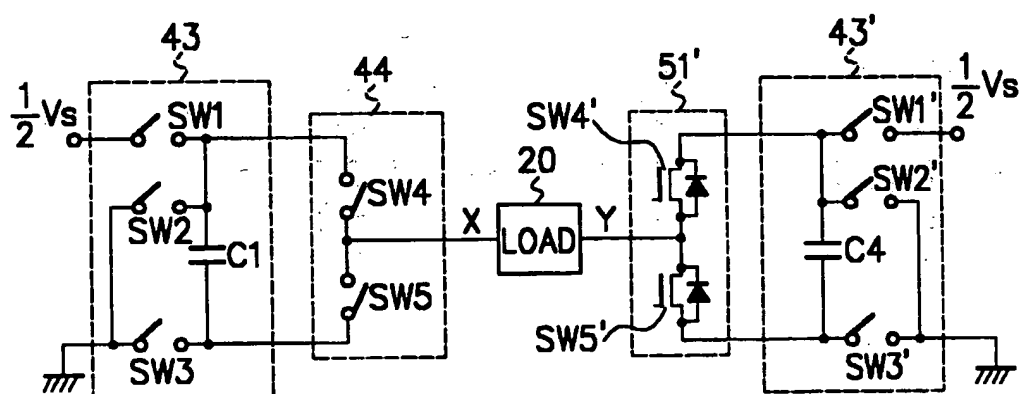 43
44
51'
43'
1/2 Vs
SW1
SW2
C1
SW3
SW4
SW5
X
20
LOAD
Y
SW4'
SW5'
SW1'
1/2 Vs
SW2'
C4
SW3'